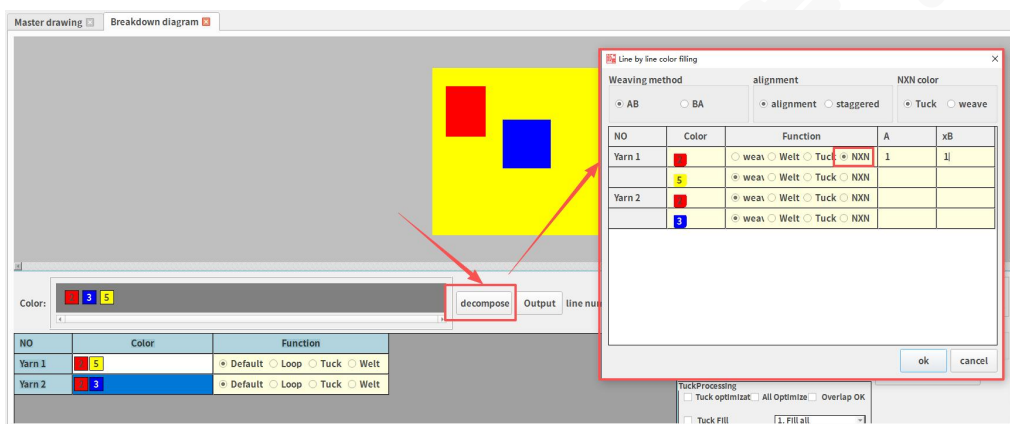 Master drawing Breakdown diagram
Line by line color filling
Weaving method alignment NXN color
AB BA alignment staggered Tuck weave
NO Color Function A xB
Yarn 1 weav Welt Tuck NXN 1 1
5 weav Welt Tuck NXN
Yarn 2 weav Welt Tuck NXN
3 weav Welt Tuck NXN
Color: 3 5 decompose Output line num
NO Color Function
Yarn 1 5 Default Loop Tuck Welt
Yarn 2 3 Default Loop Tuck Welt
ok cancel
TuckProcessing
Tuck optimizat All Optimize Overlap OK
Tuck Fill 1. Fill all